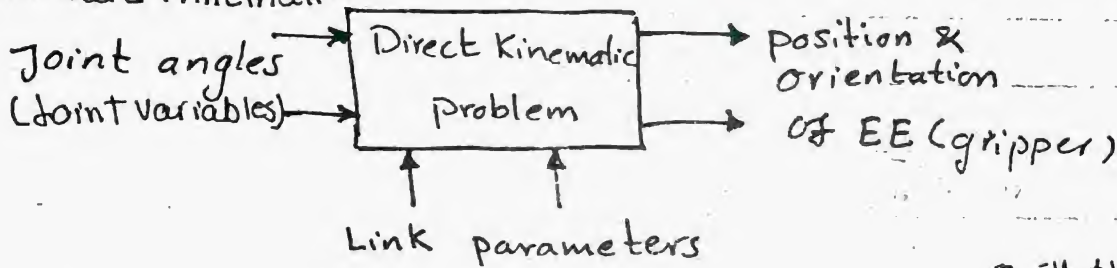 Joint angles
(Joint variables)
Direct Kinematic
problem
position &
orientation
of EE (gripper)
Link parameters